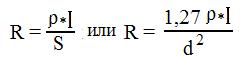 R = ρ*l / S или R = 1,27 ρ*l / d²